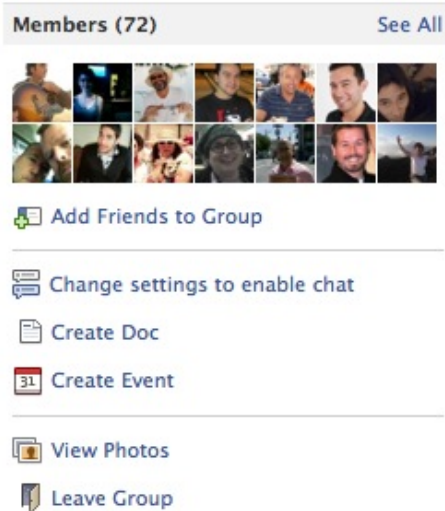 Members (72) See All
Add Friends to Group
Change settings to enable chat
Create Doc
31 Create Event
View Photos
Leave Group